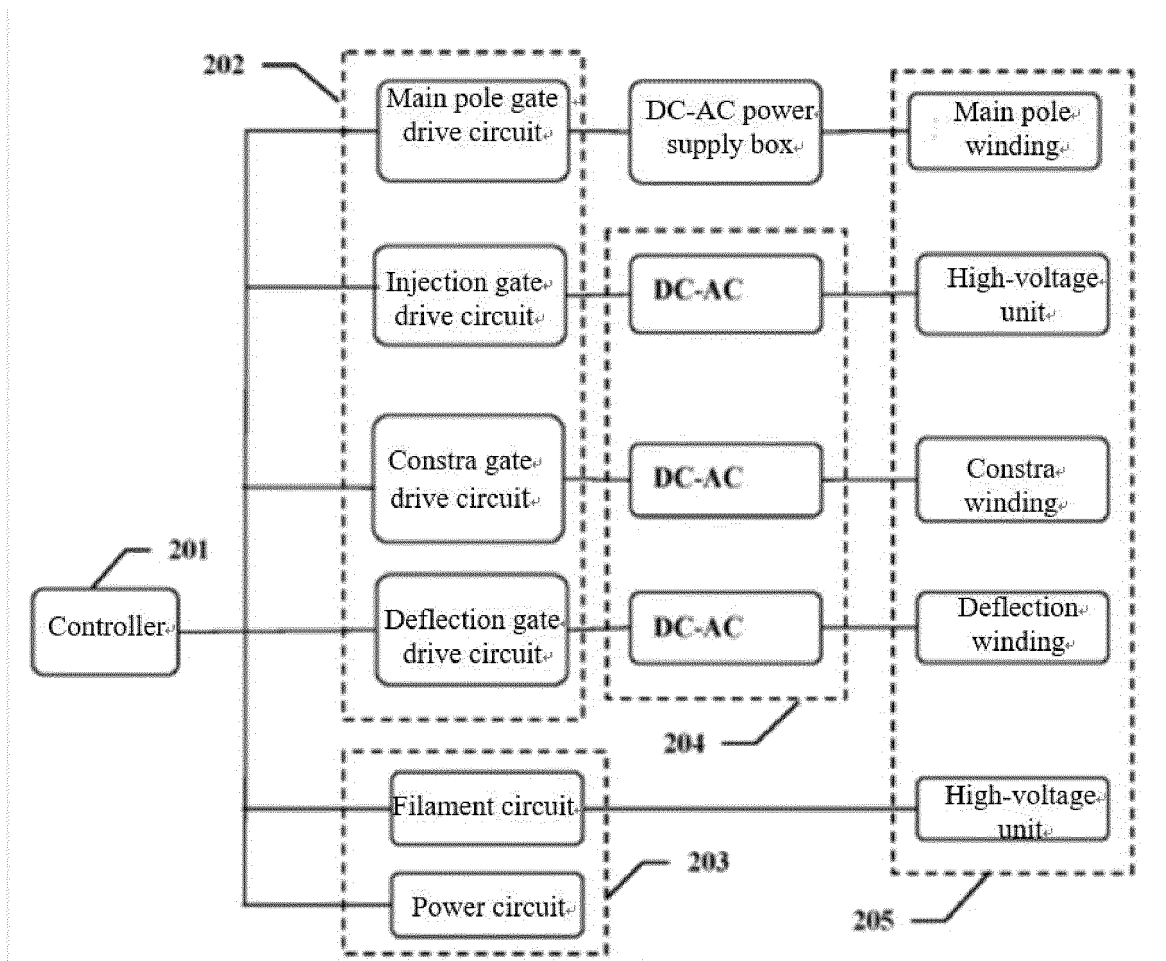 202
Main pole gate
drive circuit
DC-AC power
supply box
Main pole
winding
Injection gate
drive circuit
DC-AC
High-voltage
unit
Constra gate
drive circuit
DC-AC
Constra
winding
201
Controller
Deflection gate
drive circuit
DC-AC
Deflection
winding
204
Filament circuit
High-voltage
unit
203
Power circuit
205